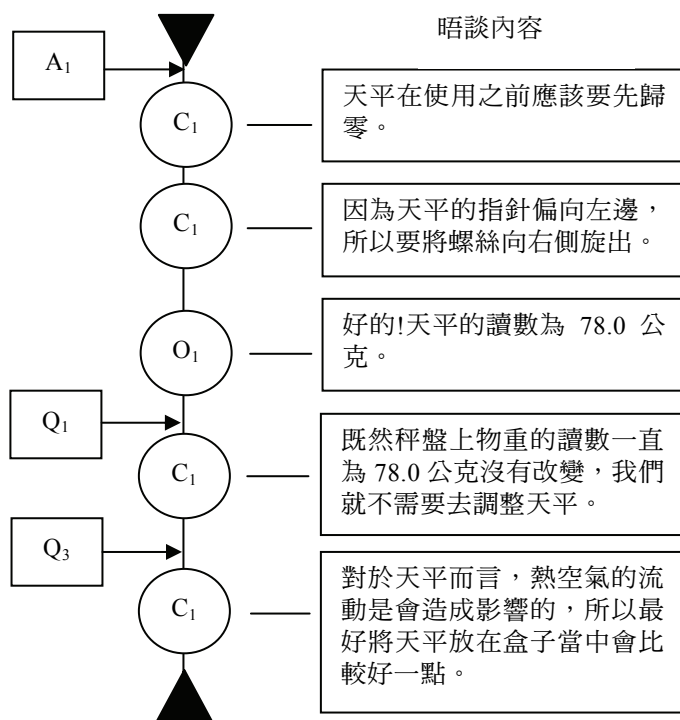 晤談內容
A1
C1
天平在使用之前應該要先歸
零。
C1
因為天平的指針偏向左邊，
所以要將螺絲向右側旋出。
O1
好的!天平的讀數為 78.0 公
克。
Q1
C1
既然秤盤上物重的讀數一直
為 78.0 公克沒有改變，我們
就不需要去調整天平。
Q3
C1
對於天平而言，熱空氣的流
動是會造成影響的，所以最
好將天平放在盒子當中會比
較好一點。